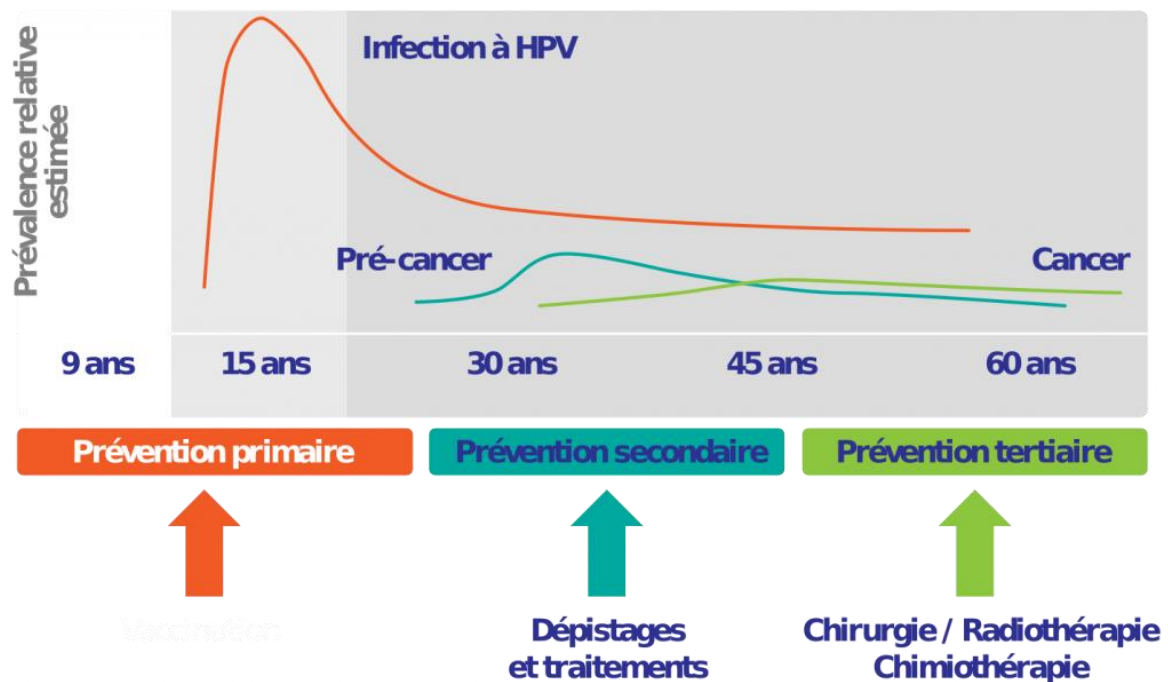 Prévalence relative
estimée
Infection à HPV
Pré-cancer
Cancer
9 ans
15 ans
30 ans
45 ans
60 ans
Prévention primaire
Prévention secondaire
Prévention tertiaire
Vaccination
Dépistages
et traitements
Chirurgie / Radiothérapie
Chimiothérapie